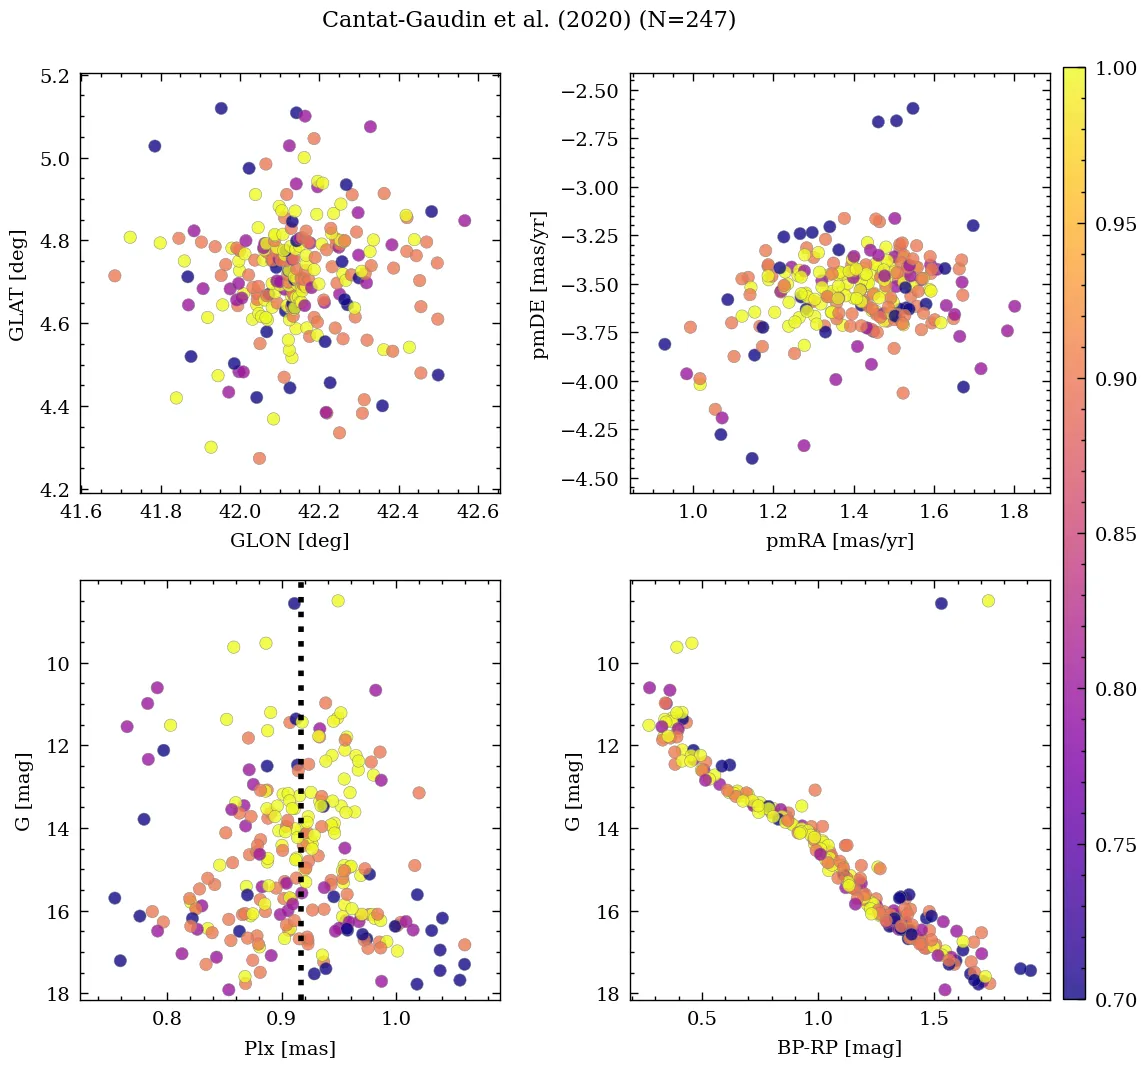 Cantat-Gaudin et al. (2020) (N=247)
5.2
5.0
4.8
4.6
4.4
4.2
GLAT [deg]
41.6 41.8 42.0 42.2 42.4 42.6
GLON [deg]
−2.50
−2.75
−3.00
−3.25
−3.50
−3.75
−4.00
−4.25
−4.50
pmDE [mas/yr]
1.0 1.2 1.4 1.6 1.8
pmRA [mas/yr]
10
12
14
16
18
G [mag]
0.8 0.9 1.0
Plx [mas]
10
12
14
16
18
G [mag]
0.5 1.0 1.5
BP-RP [mag]
1.00
0.95
0.90
0.85
0.80
0.75
0.70